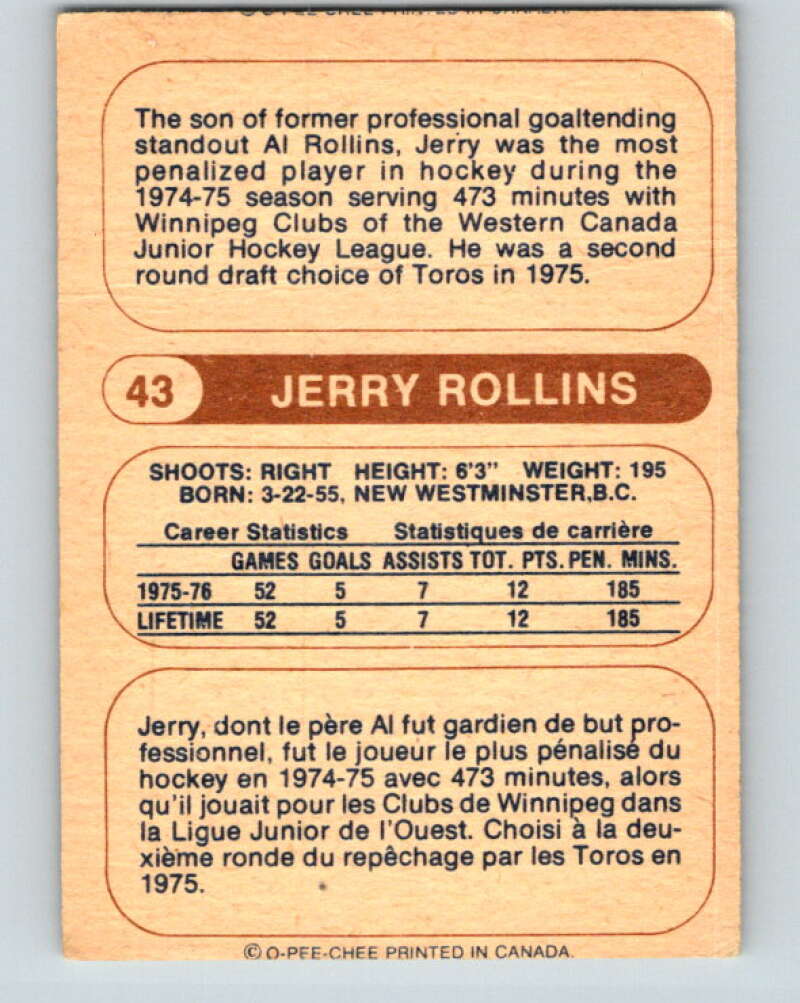 The son of former professional goaltending
standout Al Rollins, Jerry was the most
penalized player in hockey during the
1974-75 season serving 473 minutes with
Winnipeg Clubs of the Western Canada
Junior Hockey League. He was a second
round draft choice of Toros in 1975.
43 JERRY ROLLINS
SHOOTS: RIGHT HEIGHT: 6'3" WEIGHT: 195
BORN: 3-22-55, NEW WESTMINSTER,B.C.
Career Statistics Statistiques de carrière
GAMES GOALS ASSISTS TOT. PTS. PEN. MINS.
1975-76 52 5 7 12 185
LIFETIME 52 5 7 12 185
Jerry, dont le père Al fut gardien de but pro-
fessionnel, fut le joueur le plus pénalisé du
hockey en 1974-75 avec 473 minutes, alors
qu'il jouait pour les Clubs de Winnipeg dans
la Ligue Junior de l'Ouest. Choisi à la deu-
xième ronde du repêchage par les Toros en
1975.
© O-PEE-CHEE PRINTED IN CANADA.